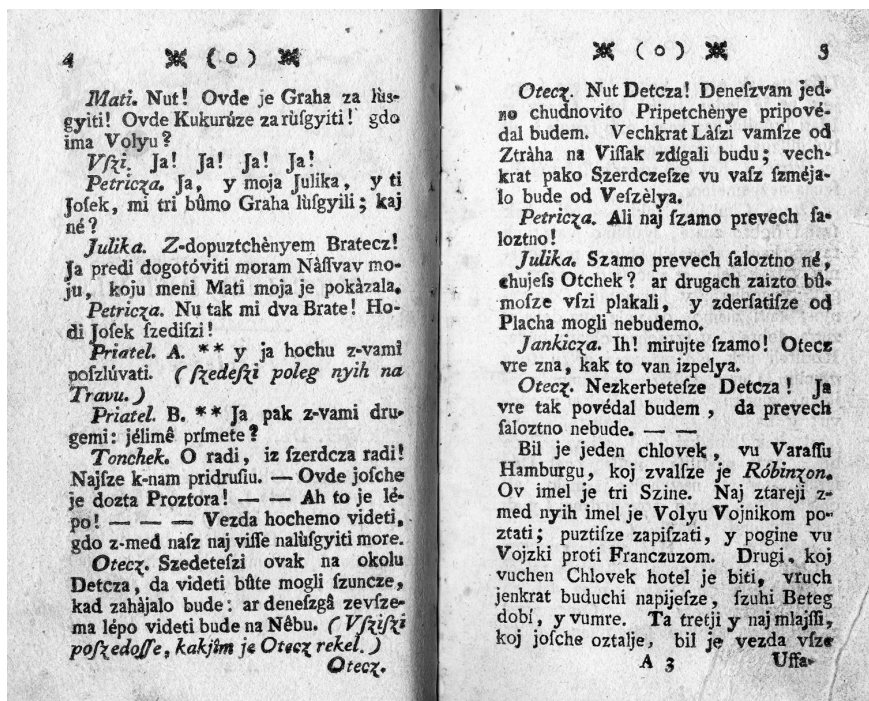 4 ( o )
Mati. Nut! Ovde je Graha za lùs-
gyiti! Ovde Kukurúze za rùſgyiti! gdo
ima Volyu?
Vſzi. Ja! Ja! Ja! Ja!
Petricza. Ja, y moja Julika, y ti
Joſek, mi tri bûmo Graha lùſgyili; kaj
né?
Julika. Z-dopuztchènyem Bratecz!
Ja predi dogotóviti moram Nàſſvav mo-
ju, koju meni Mati moja je pokàzala.
Petricza. Nu tak mi dva Brate! Ho-
di Joſek ſzediſzi!
Priatel. A. ** y ja hochu z-vami
poſzlúvati. (ſzedeſzi poleg nyih na
Travu.)
Priatel. B. ** Ja pak z-vami dru-
gemi: jélimê prímete?
Tonchek. O radi, iz ſzerdcza radi!
Najſze k-nam pridruſiu. — Ovde joſche
je dozta Proztora! — — Ah to je lé-
po! — — — Vezda hochemo videti,
gdo z-med naſz naj viſſe nalùſgyiti more.
Otecz. Szedeteſzi ovak na okolu
Detcza, da videti bûte mogli ſzuncze,
kad zahàjalo bude: ar deneſzgâ zevſze-
ma lépo videti bude na Nêbu. (Vſziſzi
poſzedoſſe, kakjîm je Otecz rekel.)
Otecz.
( o ) 5
Otecz. Nut Detcza! Deneſzvam jed-
no chudnovito Pripetchènye pripové-
dal budem. Vechkrat Làſzi vamſze od
Ztràha na Viſſak zdígali budu; vech-
krat pako Szerdczeſze vu vaſz ſzméja-
lo bude od Veſzèlya.
Petricza. Ali naj ſzamo prevech ſa-
loztno!
Julika. Szamo prevech ſaloztno né,
chujeſs Otchek? ar drugach zaizto bû-
moſze vſzi plakali, y zderſatiſze od
Placha mogli nebudemo.
Jankicza. Ih! mirujte ſzamo! Otecz
vre zna, kak to van izpelya.
Otecz. Nezkerbeteſze Detcza! Ja
vre tak povédal budem, da prevech
ſaloztno nebude. — —
Bil je jeden chlovek, vu Varaſſu
Hamburgu, koj zvalſze je Róbinzon.
Ov imel je tri Szine. Naj ztareji z-
med nyih imel je Volyu Vojnikom po-
ztati; puztiſze zapiſzati, y pogine vu
Vojzki proti Franczuzom. Drugi, koj
vuchen Chlovek hotel je biti, vruch
jenkrat buduchi napijeſze, ſzuhi Beteg
dobí, y vumre. Ta tretji y naj mlajſſi,
koj joſche oztalje, bil je vezda vſze
A 3 Uffa-